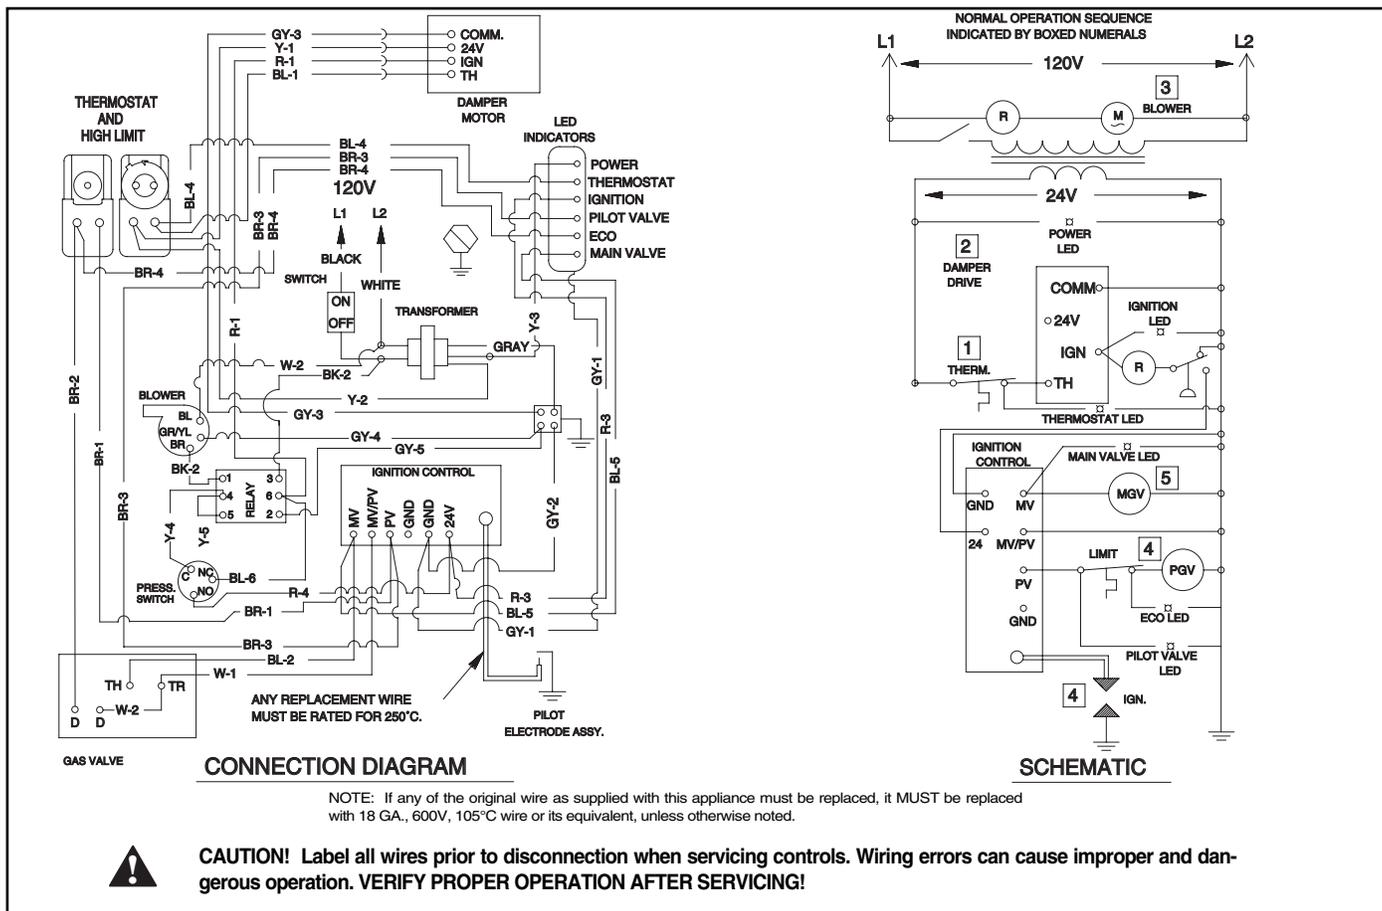 GY-3
Y-1
R-1
BL-1
COMM.
24V
IGN
TH
DAMPER
MOTOR
THERMOSTAT
AND
HIGH LIMIT
BL-4
BR-3
BR-4
120V
BL-4
BR-3
BR-4
L1
L2
BLACK
SWITCH
WHITE
ON
OFF
TRANSFORMER
LED
INDICATORS
POWER
THERMOSTAT
IGNITION
PILOT VALVE
ECO
MAIN VALVE
BR-4
R-1
W-2
BK-2
GRAY
Y-3
GY-1
R-3
BL-5
BR-2
BR-1
BR-3
Y-2
GY-3
GY-4
GY-5
BLOWER
BL
GR/YL
BR
BK-2
1
4
5
RELAY
3
6
2
Y-4
Y-5
IGNITION CONTROL
MV
MV/PV
PV
GND
GND
24V
GY-2
C
NC
NO
PRESS.
SWITCH
BL-6
R-4
BR-1
BR-3
BL-2
W-1
R-3
BL-5
GY-1
TH
TR
D
D
W-2
GAS VALVE
ANY REPLACEMENT WIRE
MUST BE RATED FOR 250°C.
PILOT
ELECTRODE ASSY.
CONNECTION DIAGRAM
NORMAL OPERATION SEQUENCE
INDICATED BY BOXED NUMERALS
L1
L2
120V
3
BLOWER
R
M
24V
POWER
LED
2
DAMPER
DRIVE
COMM
24V
IGN
TH
IGNITION
LED
R
1
THERM.
THERMOSTAT LED
IGNITION
CONTROL
MAIN VALVE LED
GND
MV
MGV
5
24
MV/PV
PV
GND
LIMIT
4
PGV
ECO LED
PILOT VALVE
LED
4
IGN.
SCHEMATIC
NOTE: If any of the original wire as supplied with this appliance must be replaced, it MUST be replaced
with 18 GA., 600V, 105°C wire or its equivalent, unless otherwise noted.
CAUTION! Label all wires prior to disconnection when servicing controls. Wiring errors can cause improper and dan-
gerous operation. VERIFY PROPER OPERATION AFTER SERVICING!